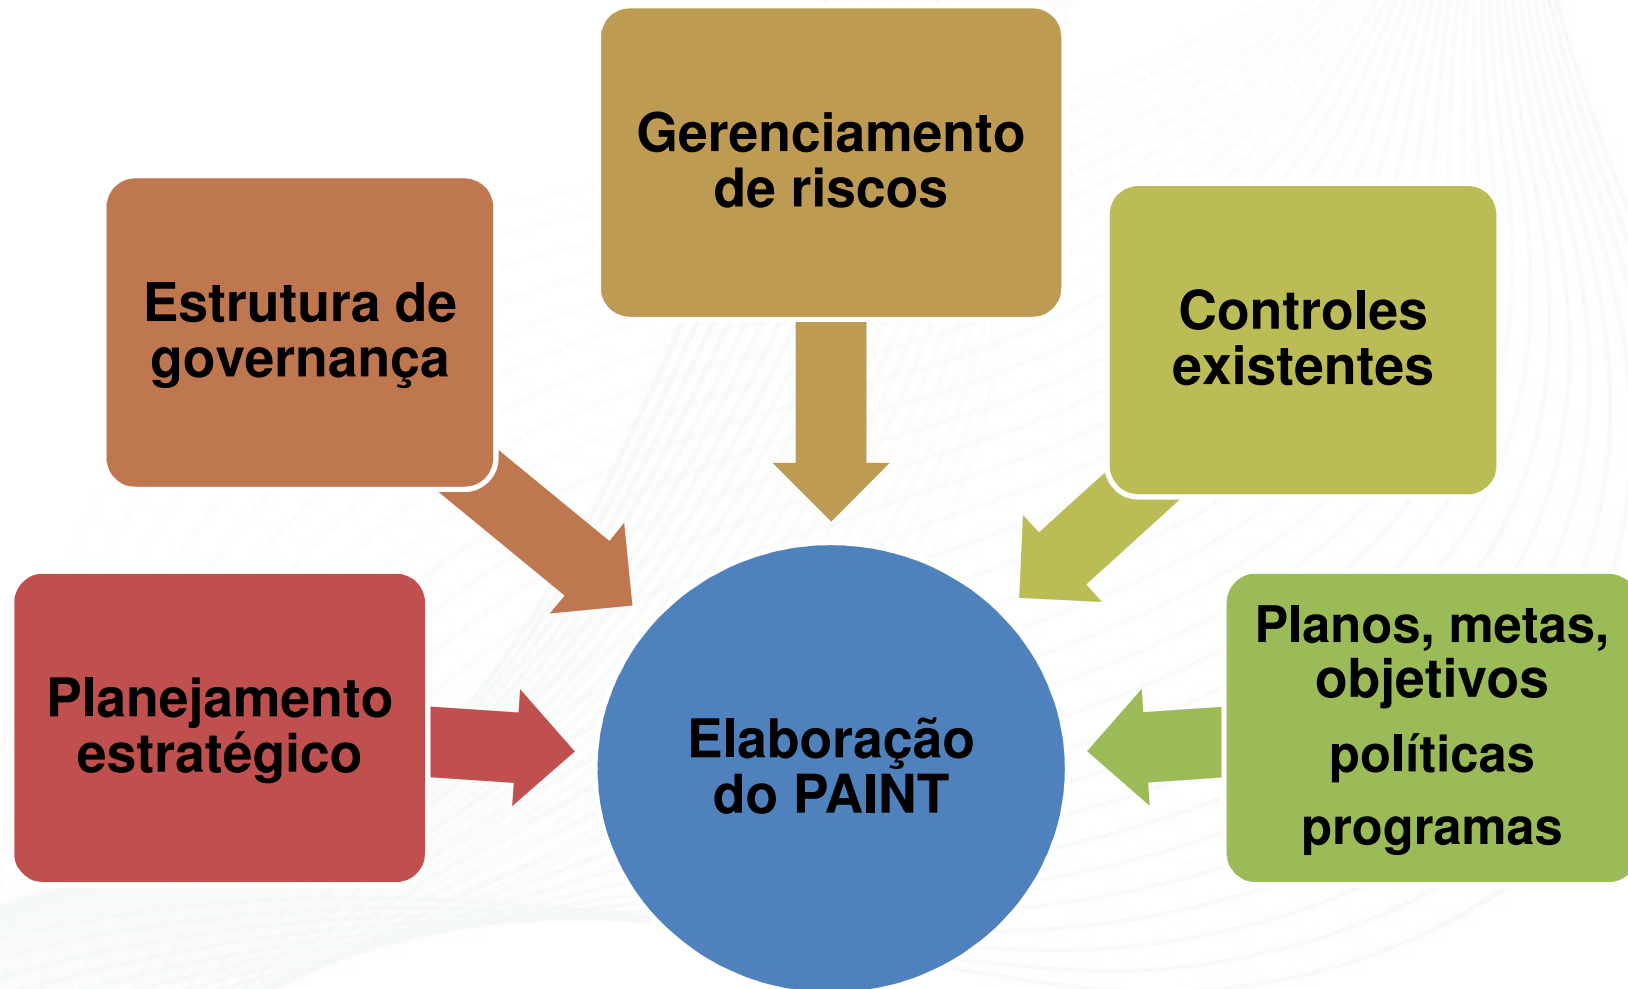 Gerenciamento
de riscos
Estrutura de
governança
Controles
existentes
Planejamento
estratégico
Elaboração
do PAINT
Planos, metas,
objetivos
políticas
programas